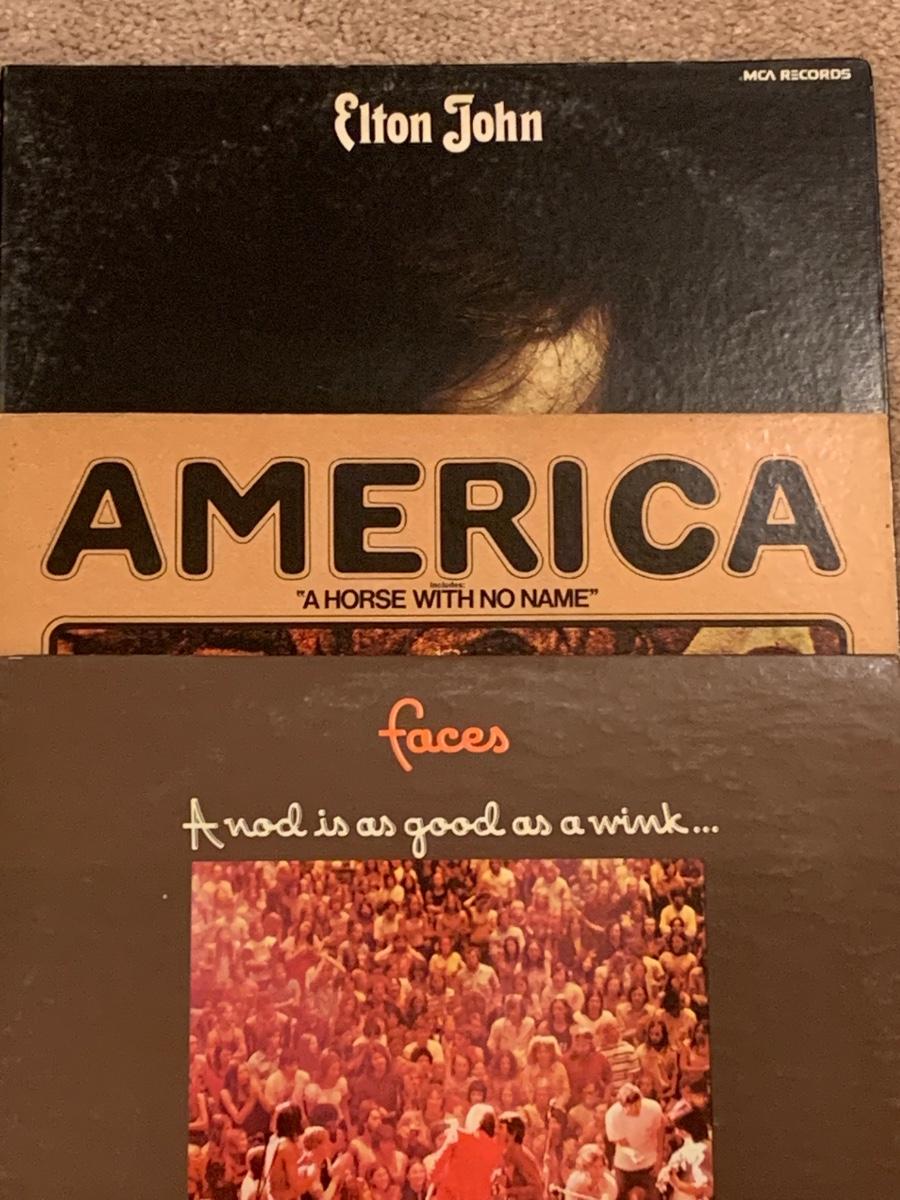 MCA RECORDS
Elton John
AMERICA
includes:
"A HORSE WITH NO NAME"
faces
A nod is as good as a wink...